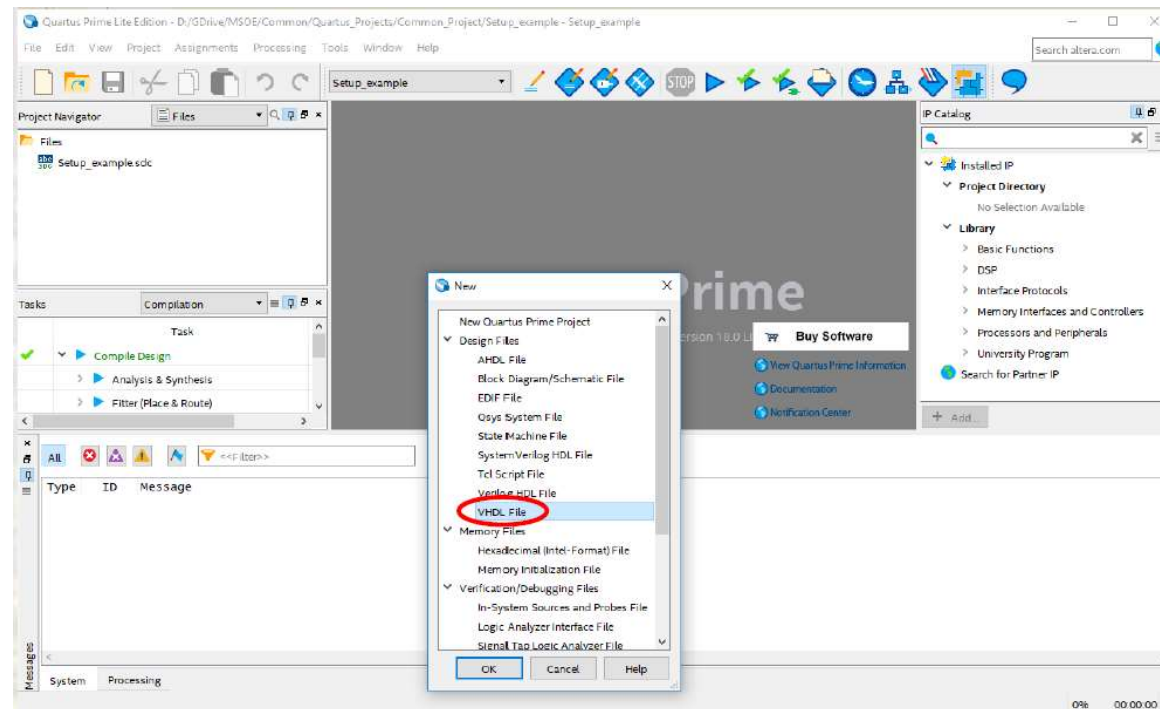 Quartus Prime Lite Edition - D:/GDrive/MSOE/Common/Quartus_Projects/Common_Project/Setup_example - Setup_example
File Edit View Project Assignments Processing Tools Window Help
Search altera.com
Setup_example
STOP
Project Navigator
Files
Files
Setup_example.sdc
Tasks
Compilation
Task
Compile Design
Analysis & Synthesis
Fitter (Place & Route)
New
New Quartus Prime Project
Design Files
AHDL File
Block Diagram/Schematic File
EDIF File
Qsys System File
State Machine File
SystemVerilog HDL File
Tcl Script File
Verilog HDL File
VHDL File
Memory Files
Hexadecimal (Intel-Format) File
Memory Initialization File
Verification/Debugging Files
In-System Sources and Probes File
Logic Analyzer Interface File
Signal Tap Logic Analyzer File
OK Cancel Help
Prime
Buy Software
View Quartus Prime Information
Documentation
Notification Center
IP Catalog
Installed IP
Project Directory
No Selection Available
Library
Basic Functions
DSP
Interface Protocols
Memory Interfaces and Controllers
Processors and Peripherals
University Program
Search for Partner IP
+ Add...
All
<<Filter>>
Type ID Message
Messages
System Processing
0% 00:00:00